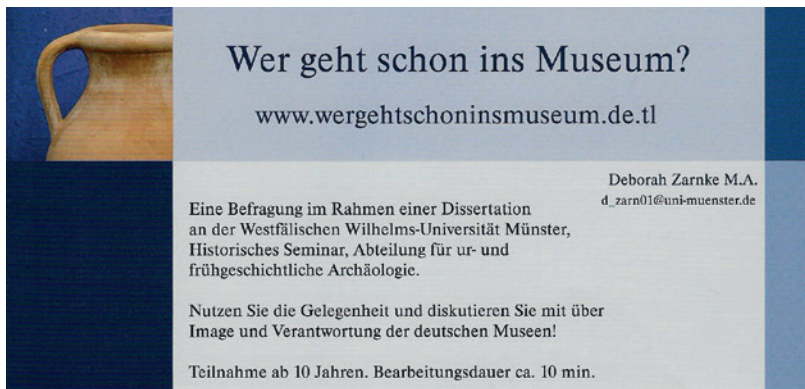 Wer geht schon ins Museum?
www.wergehtschoninsmuseum.de.tl
Deborah Zarnke M.A.
d_zarn01@uni-muenster.de
Eine Befragung im Rahmen einer Dissertation
an der Westfälischen Wilhelms-Universität Münster,
Historisches Seminar, Abteilung für ur- und
frühgeschichtliche Archäologie.
Nutzen Sie die Gelegenheit und diskutieren Sie mit über
Image und Verantwortung der deutschen Museen!
Teilnahme ab 10 Jahren. Bearbeitungsdauer ca. 10 min.